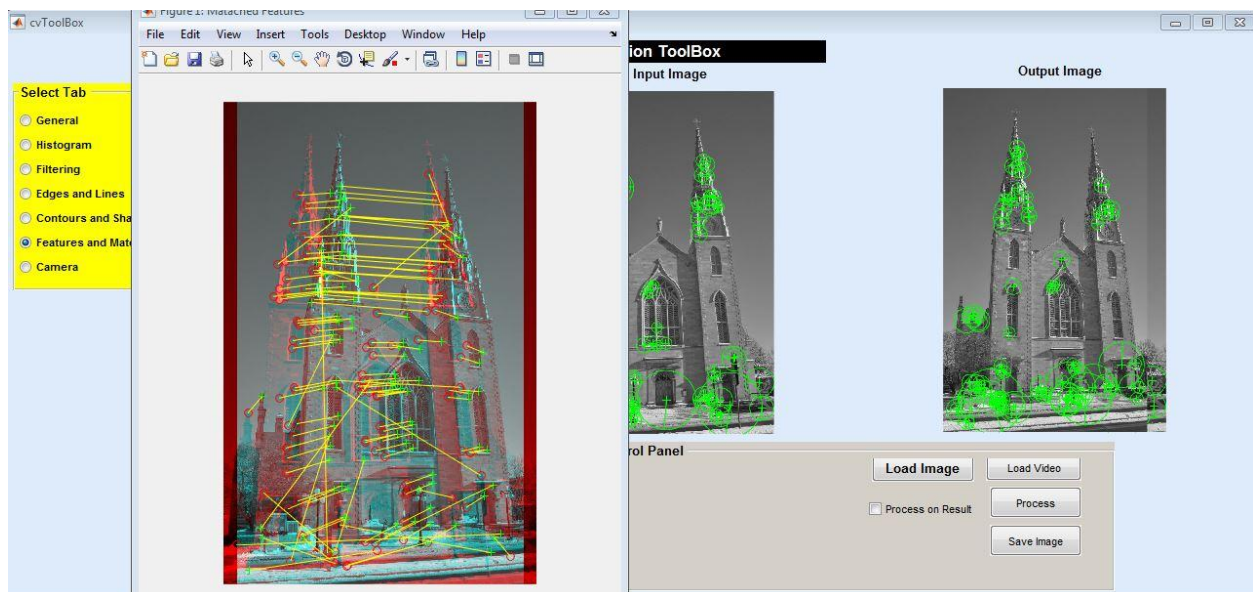 cvToolBox
Figure 1: Matached Features
File Edit View Insert Tools Desktop Window Help
ion ToolBox
Input Image
Output Image
Select Tab
General
Histogram
Filtering
Edges and Lines
Contours and Sha
Features and Mat
Camera
rol Panel
Load Image
Load Video
Process on Result
Process
Save Image